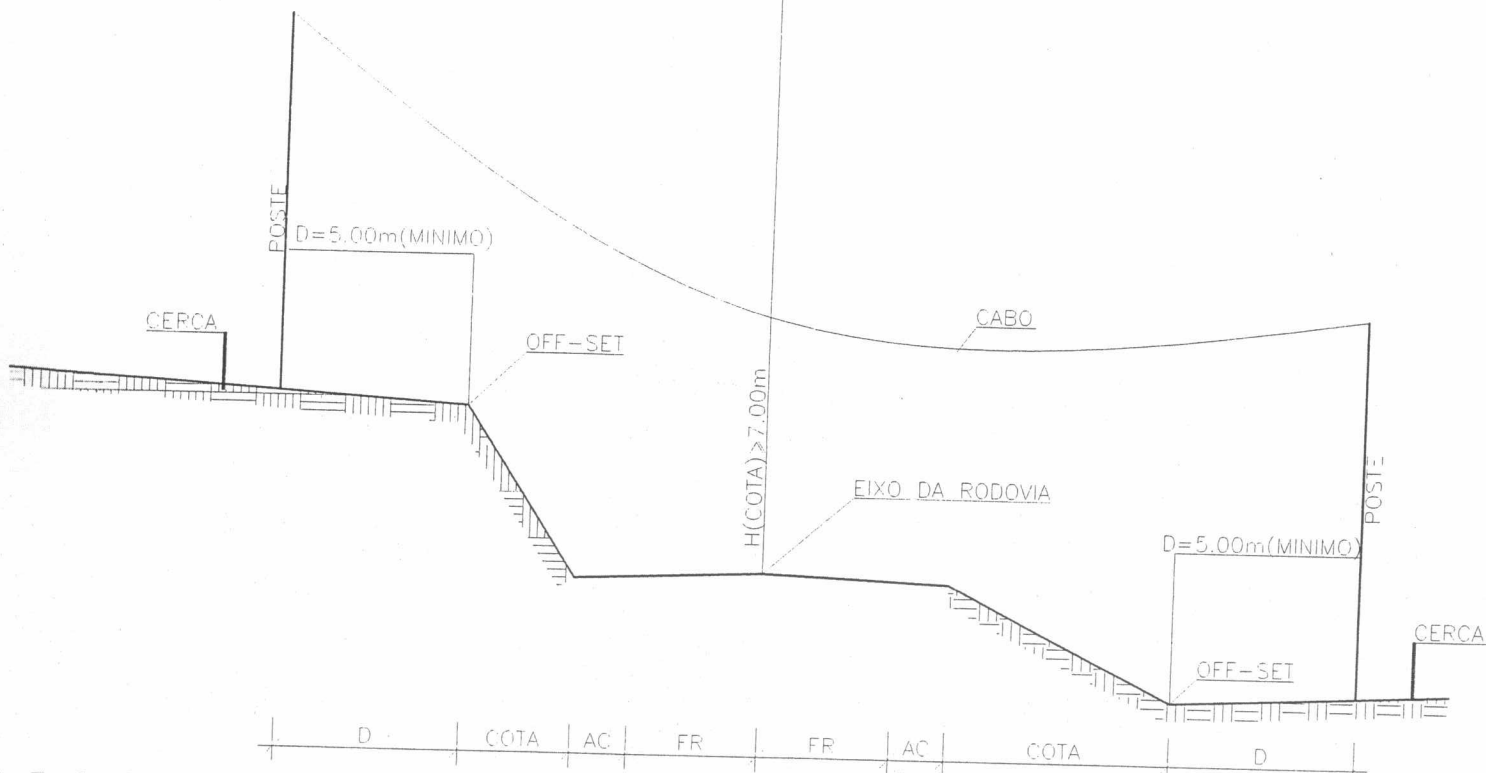 POSTE
D=5.00m(MINIMO)
CERCA
OFF-SET
CABO
H(COTA)≥7.00m
EIXO DA RODOVIA
POSTE
D=5.00m(MINIMO)
CERCA
OFF-SET
D COTA AC FR FR AC COTA D